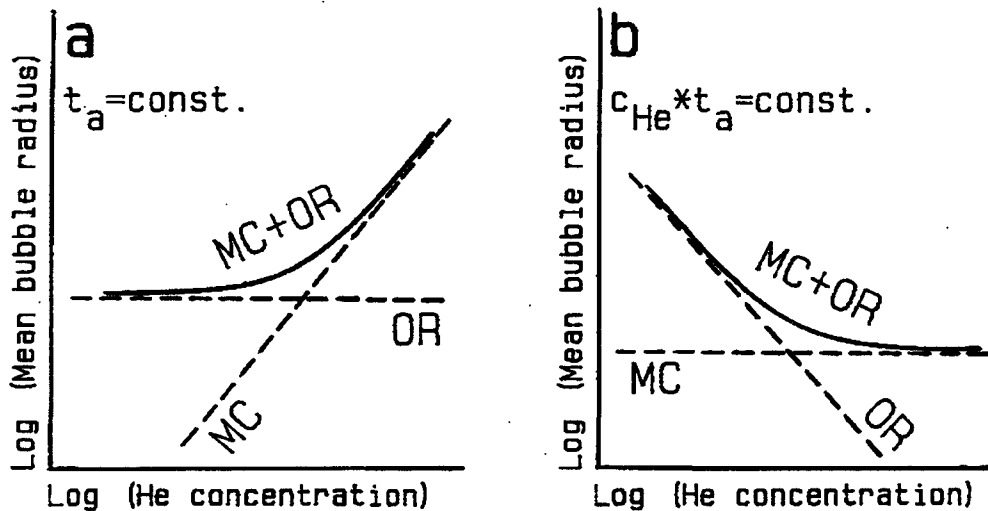 a
t_a=const.
MC+OR
OR
MC
Log (Mean bubble radius)
Log (He concentration)
b
c_He*t_a=const.
MC+OR
MC
OR
Log (Mean bubble radius)
Log (He concentration)